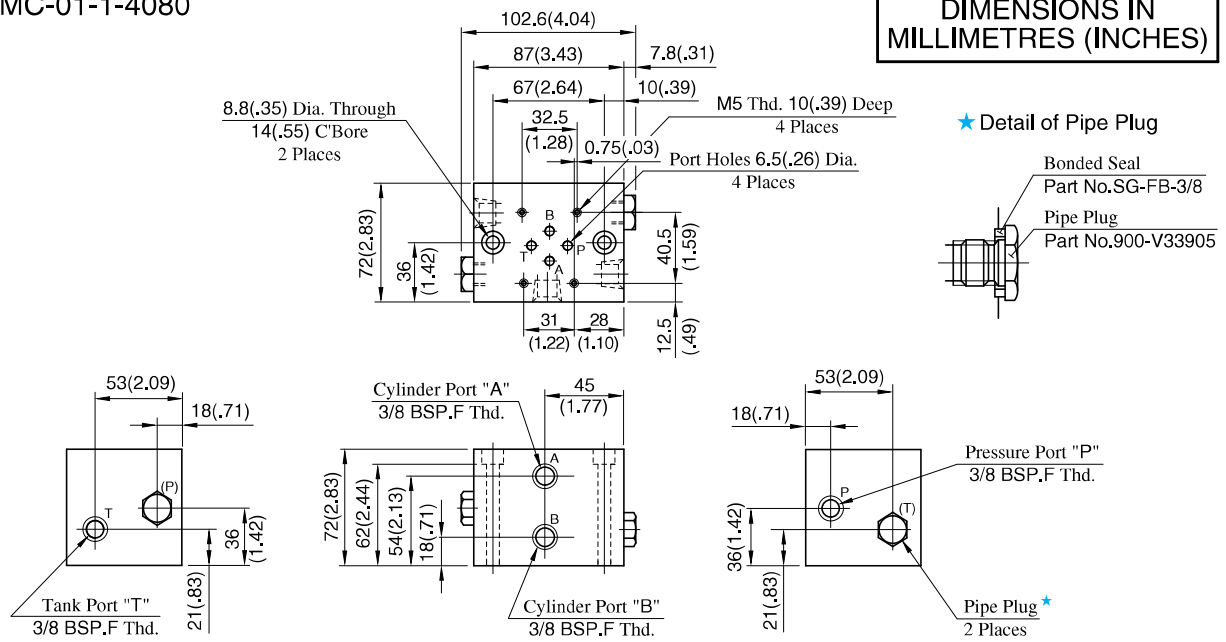 MC-01-1-4080
DIMENSIONS IN
MILLIMETRES (INCHES)
102.6(4.04)
87(3.43)
7.8(.31)
67(2.64)
10(.39)
8.8(.35) Dia. Through
14(.55) C'Bore
2 Places
32.5
(1.28)
0.75(.03)
M5 Thd. 10(.39) Deep
4 Places
Port Holes 6.5(.26) Dia.
4 Places
72(2.83)
36
(1.42)
B
T
P
A
40.5
(1.59)
31
(1.22)
28
(1.10)
12.5
(.49)
★ Detail of Pipe Plug
Bonded Seal
Part No.SG-FB-3/8
Pipe Plug
Part No.900-V33905
53(2.09)
18(.71)
T
(P)
36
(1.42)
21(.83)
Tank Port "T"
3/8 BSP.F Thd.
Cylinder Port "A"
3/8 BSP.F Thd.
45
(1.77)
72(2.83)
62(2.44)
54(2.13)
18(.71)
A
B
Cylinder Port "B"
3/8 BSP.F Thd.
53(2.09)
18(.71)
P
(T)
36(1.42)
21(.83)
Pressure Port "P"
3/8 BSP.F Thd.
Pipe Plug ★
2 Places